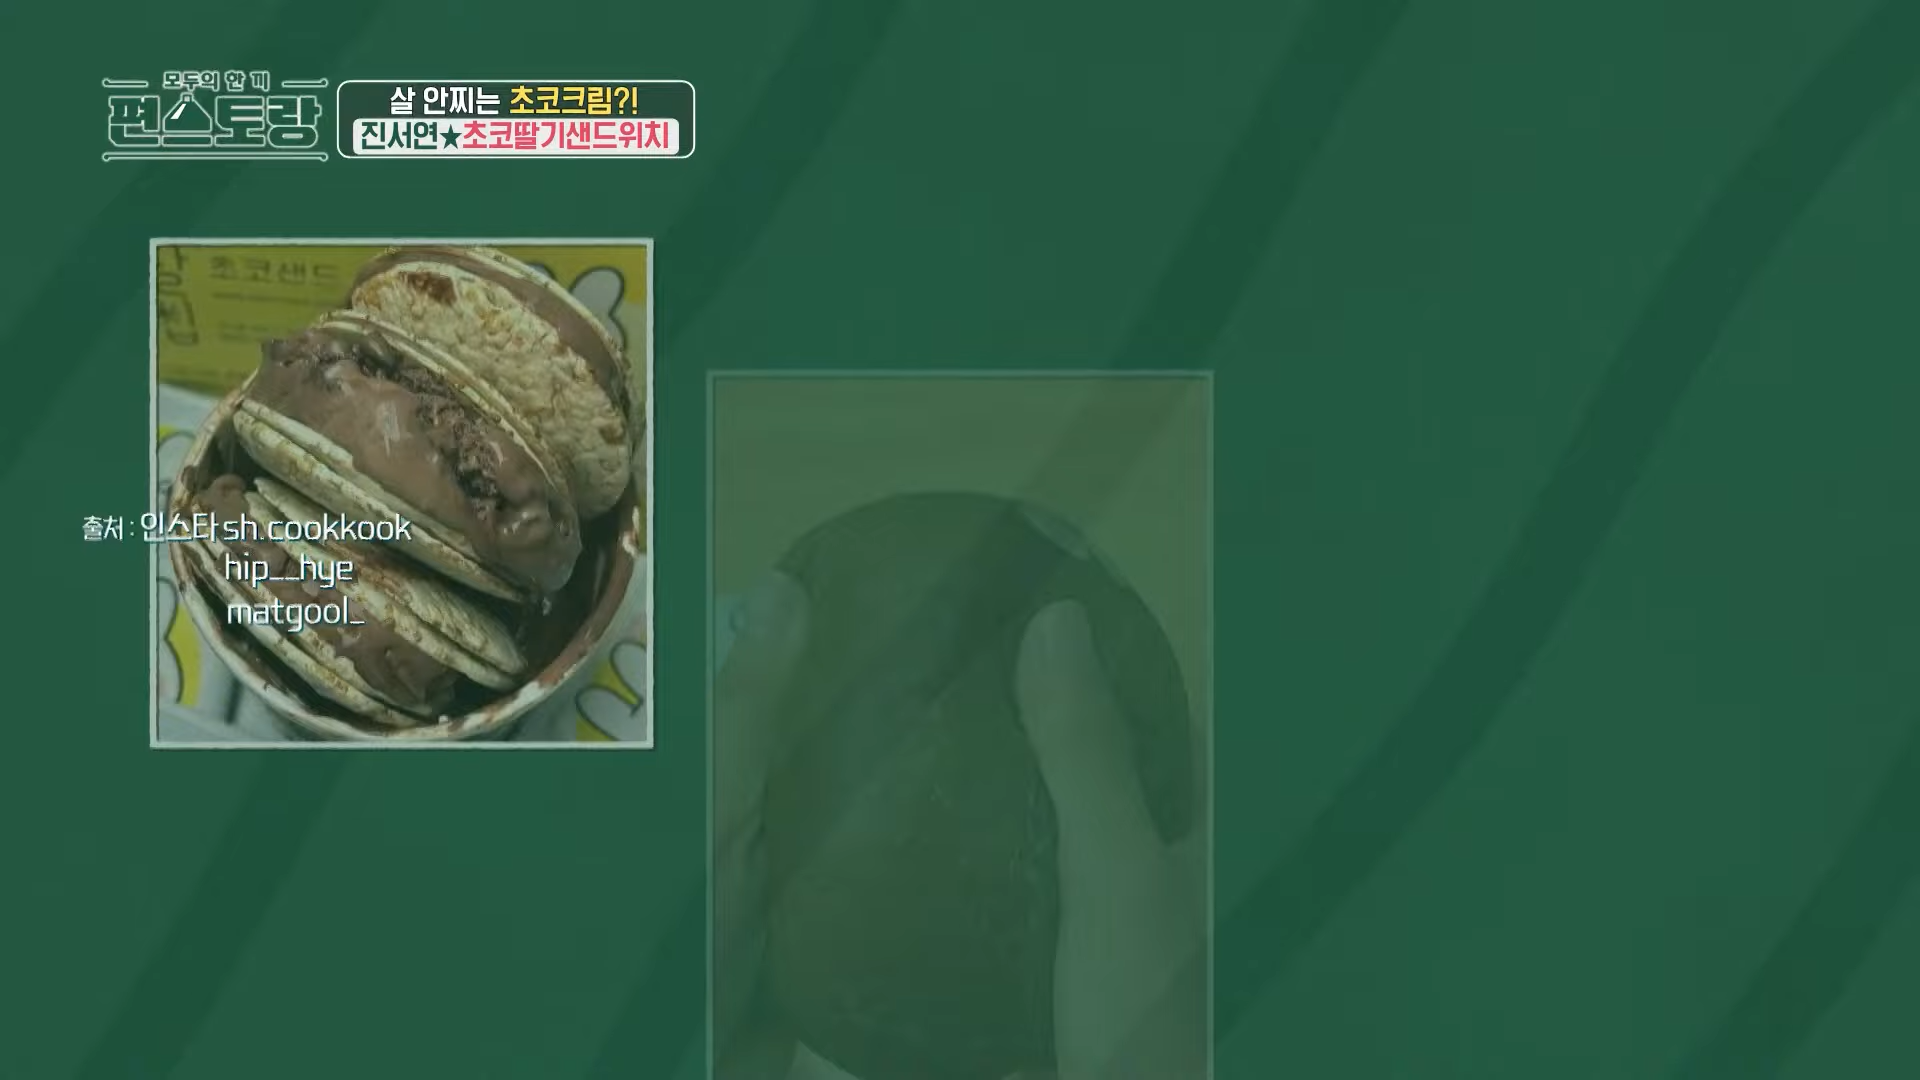 모두의 한 끼
편스토랑
살 안찌는 초코크림?!
진서연★초코딸기샌드위치
초코샌드
출처 : 인스타 sh.cookkook
hip__hye
matgool_